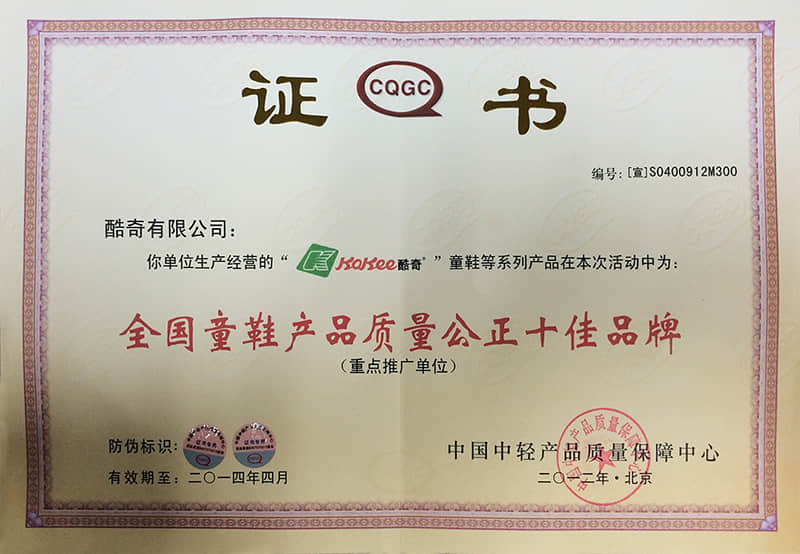 证 CQGC 书
编号：[宣]S0400912M300
酷奇有限公司：
你单位生产经营的“ KoKee酷奇® ”童鞋等系列产品在本次活动中为：
全国童鞋产品质量公正十佳品牌
（重点推广单位）
防伪标识：
中国中轻产品质量保障中心
有效期至：二〇一四年四月
二〇一二年·北京